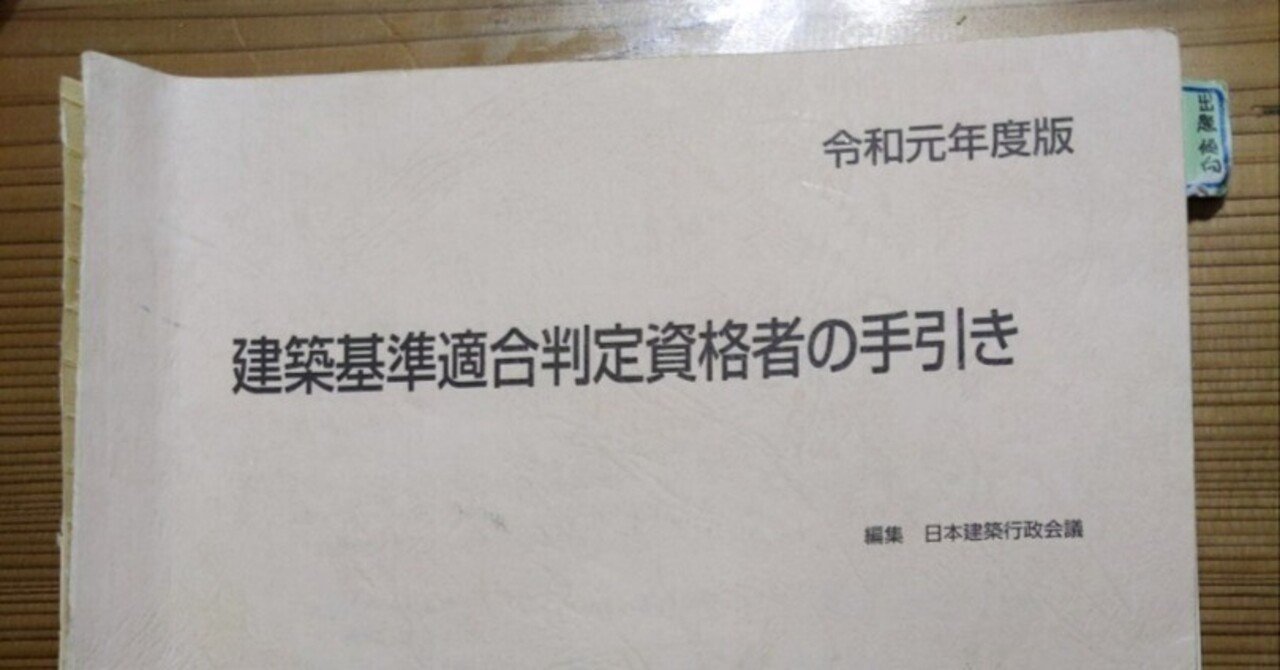 令和元年度版
建築基準適合判定資格者の手引き
編集 日本建築行政会議